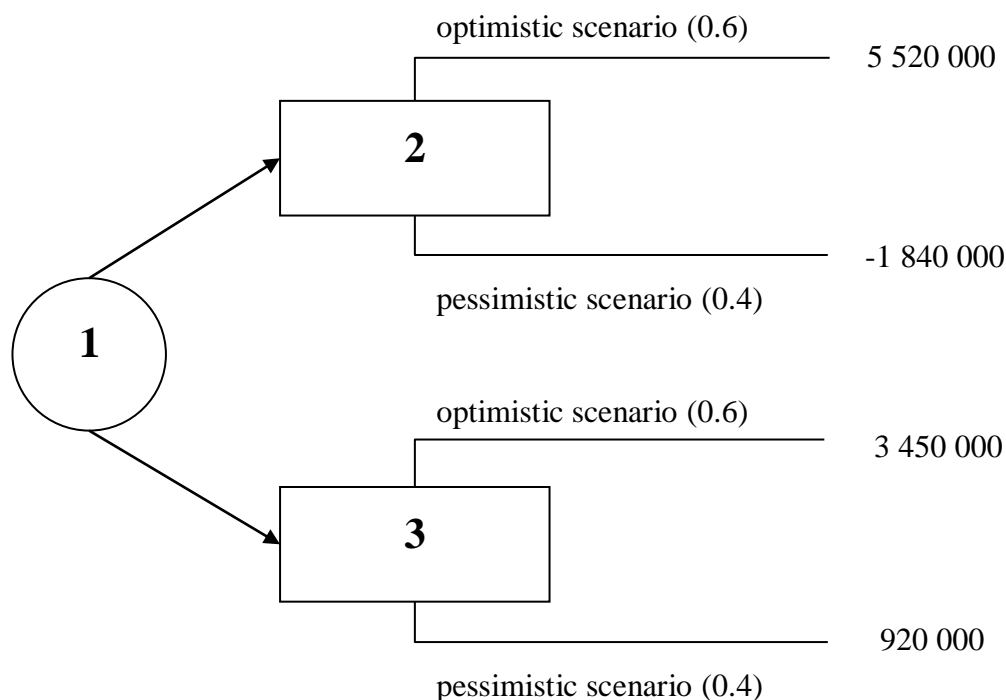 optimistic scenario (0.6)
5 520 000
2
-1 840 000
pessimistic scenario (0.4)
1
optimistic scenario (0.6)
3 450 000
3
920 000
pessimistic scenario (0.4)